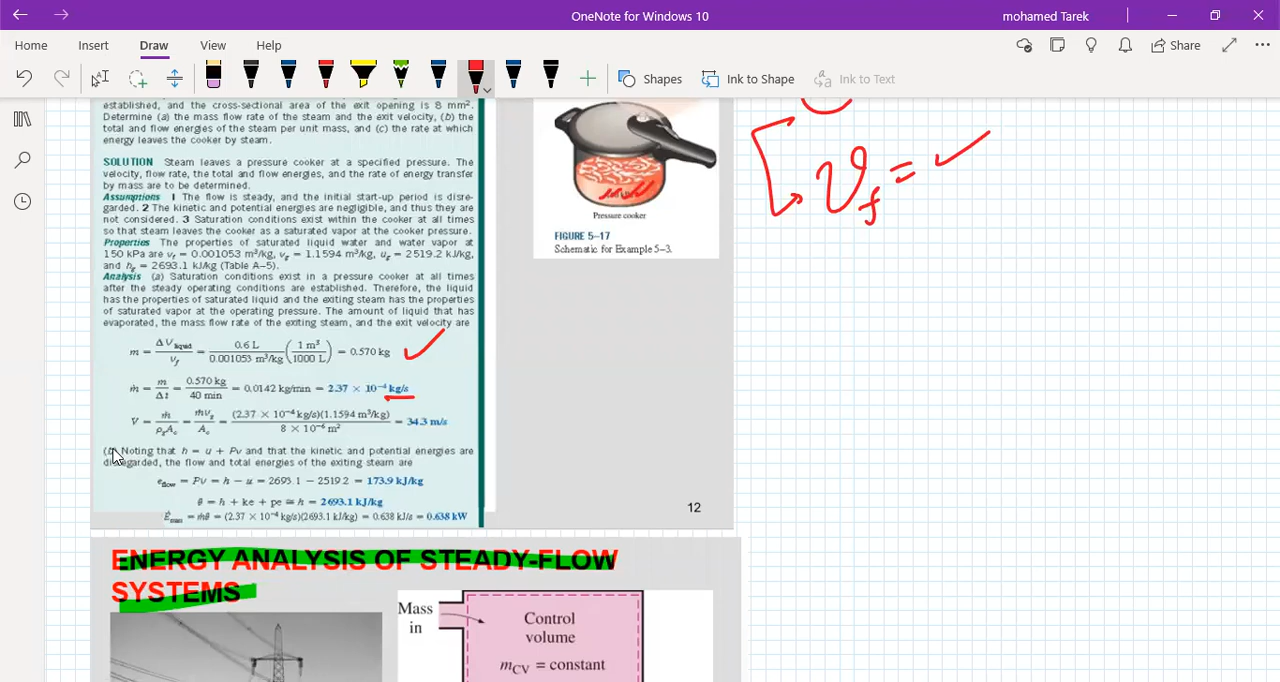 OneNote for Windows 10
mohamed Tarek
Home
Insert
Draw
View
Help
Share
Shapes
Ink to Shape
Ink to Text
established, and the cross-sectional area of the exit opening is 8 mm².
Determine (a) the mass flow rate of the steam and the exit velocity, (b) the
total and flow energies of the steam per unit mass, and (c) the rate at which
energy leaves the cooker by steam.
SOLUTION Steam leaves a pressure cooker at a specified pressure. The
velocity, flow rate, the total and flow energies, and the rate of energy transfer
by mass are to be determined.
Assumptions 1 The flow is steady, and the initial start-up period is disre-
garded. 2 The kinetic and potential energies are negligible, and thus they are
not considered. 3 Saturation conditions exist within the cooker at all times
so that steam leaves the cooker as a saturated vapor at the cooker pressure.
Properties The properties of saturated liquid water and water vapor at
150 kPa are v_f = 0.001053 m³/kg, v_g = 1.1594 m³/kg, u_g = 2519.2 kJ/kg,
and h_g = 2693.1 kJ/kg (Table A–5).
Analysis (a) Saturation conditions exist in a pressure cooker at all times
after the steady operating conditions are established. Therefore, the liquid
has the properties of saturated liquid and the exiting steam has the properties
of saturated vapor at the operating pressure. The amount of liquid that has
evaporated, the mass flow rate of the exiting steam, and the exit velocity are
m = ΔV_liquid / v_f = 0.6 L / 0.001053 m³/kg (1 m³ / 1000 L) = 0.570 kg
ṁ = m / Δt = 0.570 kg / 40 min = 0.0142 kg/min = 2.37 × 10⁻⁴ kg/s
V = ṁ / ρ_g A_c = ṁv_g / A_c = (2.37 × 10⁻⁴ kg/s)(1.1594 m³/kg) / 8 × 10⁻⁶ m² = 34.3 m/s
(b) Noting that h = u + Pv and that the kinetic and potential energies are
disregarded, the flow and total energies of the exiting steam are
e_flow = Pv = h − u = 2693.1 − 2519.2 = 173.9 kJ/kg
θ = h + ke + pe ≅ h = 2693.1 kJ/kg
Ė_mass = ṁθ = (2.37 × 10⁻⁴ kg/s)(2693.1 kJ/kg) = 0.638 kJ/s = 0.638 kW
Pressure cooker
FIGURE 5–17
Schematic for Example 5–3.
12
v_f =
ENERGY ANALYSIS OF STEADY-FLOW
SYSTEMS
Mass
in
Control
volume
m_CV = constant